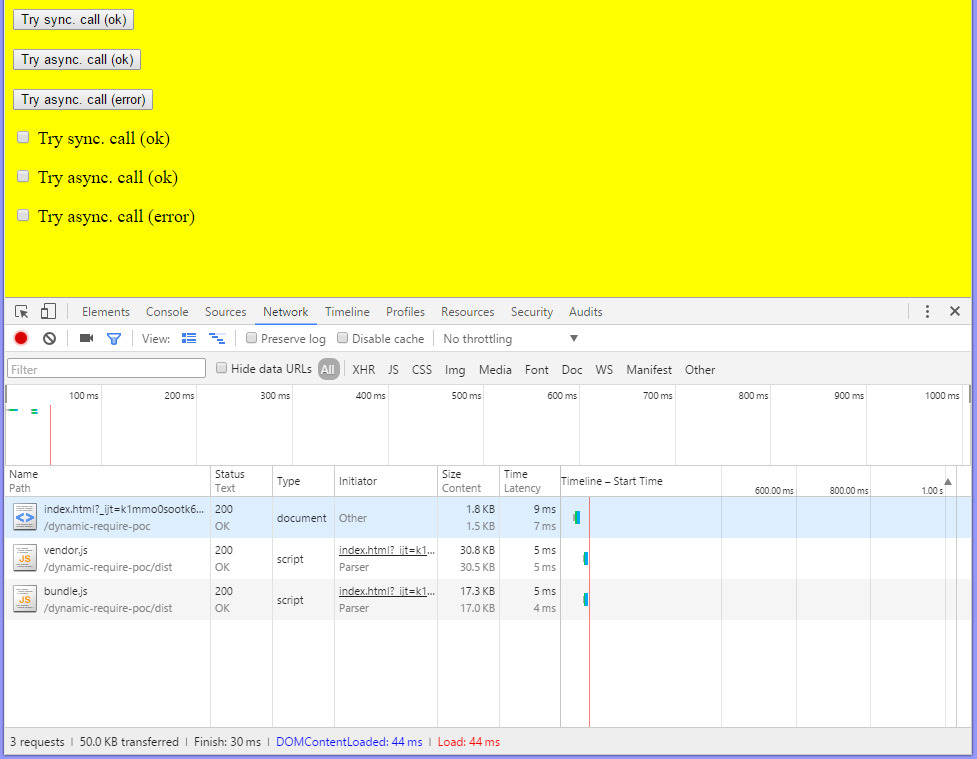 Try sync. call (ok)
Try async. call (ok)
Try async. call (error)
Try sync. call (ok)
Try async. call (ok)
Try async. call (error)
Elements Console Sources Network Timeline Profiles Resources Security Audits
View: Preserve log Disable cache No throttling
Filter Hide data URLs All XHR JS CSS Img Media Font Doc WS Manifest Other
100 ms 200 ms 300 ms 400 ms 500 ms 600 ms 700 ms 800 ms 900 ms 1000 ms
Name Status Type Initiator Size Time Timeline – Start Time
Path Text Content Latency 600.00 ms 800.00 ms 1.00 s
index.html?_ijt=k1mmo0sootk6... 200 document Other 1.8 KB 9 ms
/dynamic-require-poc OK 1.5 KB 7 ms
JS vendor.js 200 script index.html?_ijt=k1... 30.8 KB 5 ms
/dynamic-require-poc/dist OK Parser 30.5 KB 5 ms
JS bundle.js 200 script index.html?_ijt=k1... 17.3 KB 5 ms
/dynamic-require-poc/dist OK Parser 17.0 KB 4 ms
3 requests | 50.0 KB transferred | Finish: 30 ms | DOMContentLoaded: 44 ms | Load: 44 ms